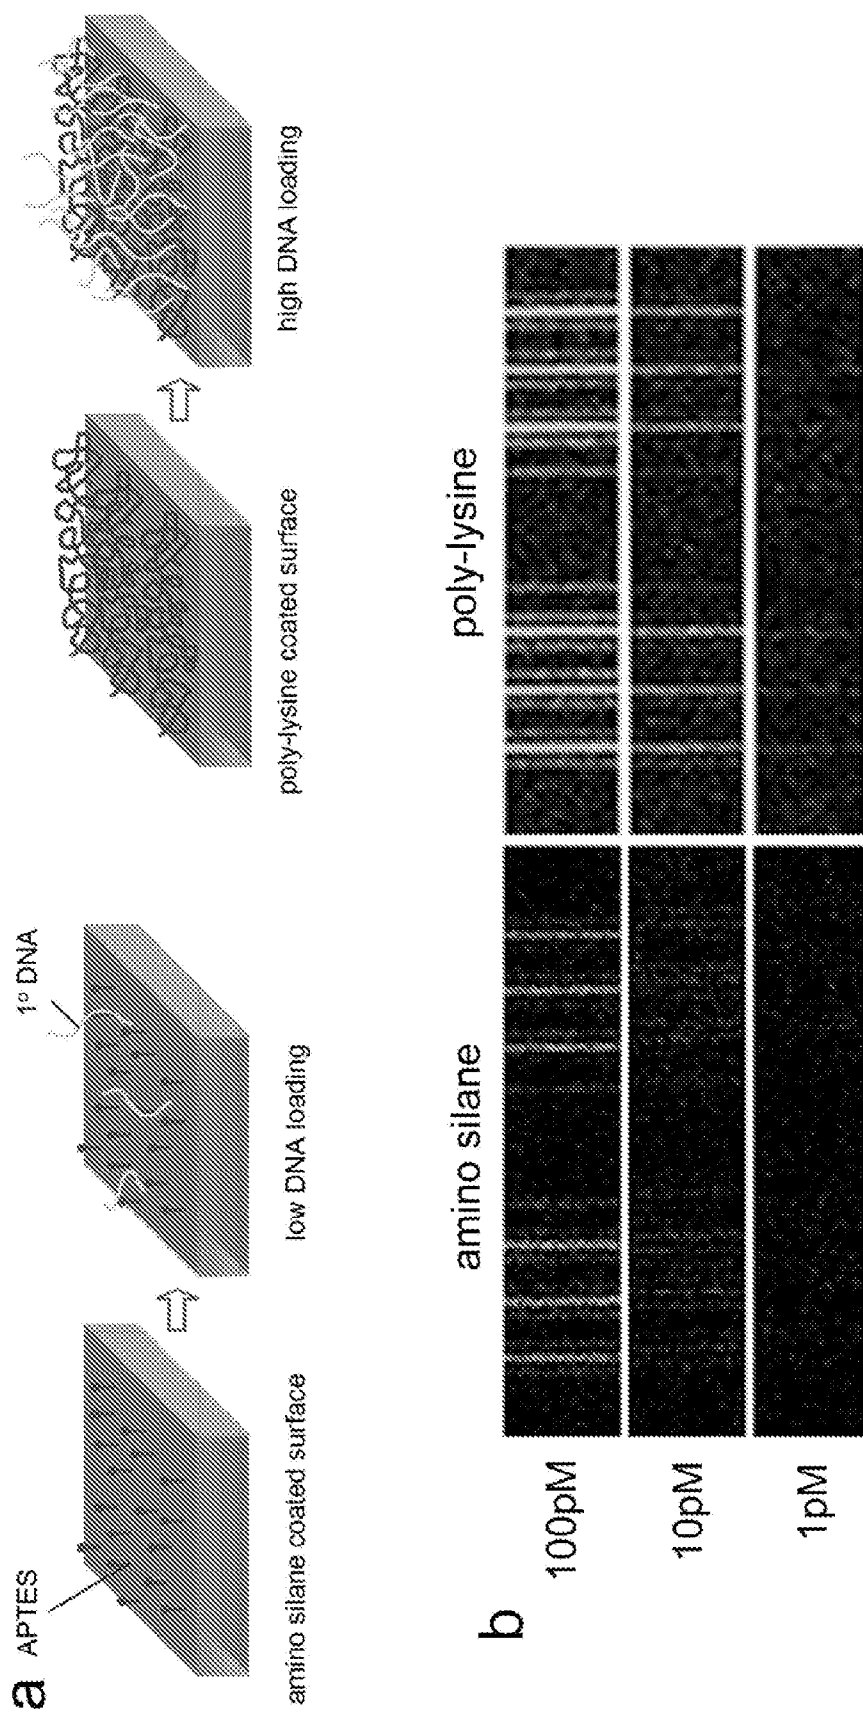 a
APTES
1° DNA
amino silane coated surface
low DNA loading
poly-lysine coated surface
high DNA loading
b
amino silane
poly-lysine
100pM
10pM
1pM